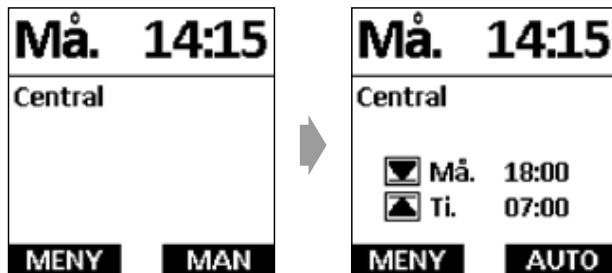 Må. 14:15
Central
MENY MAN
Må. 14:15
Central
Må. 18:00
Ti. 07:00
MENY AUTO